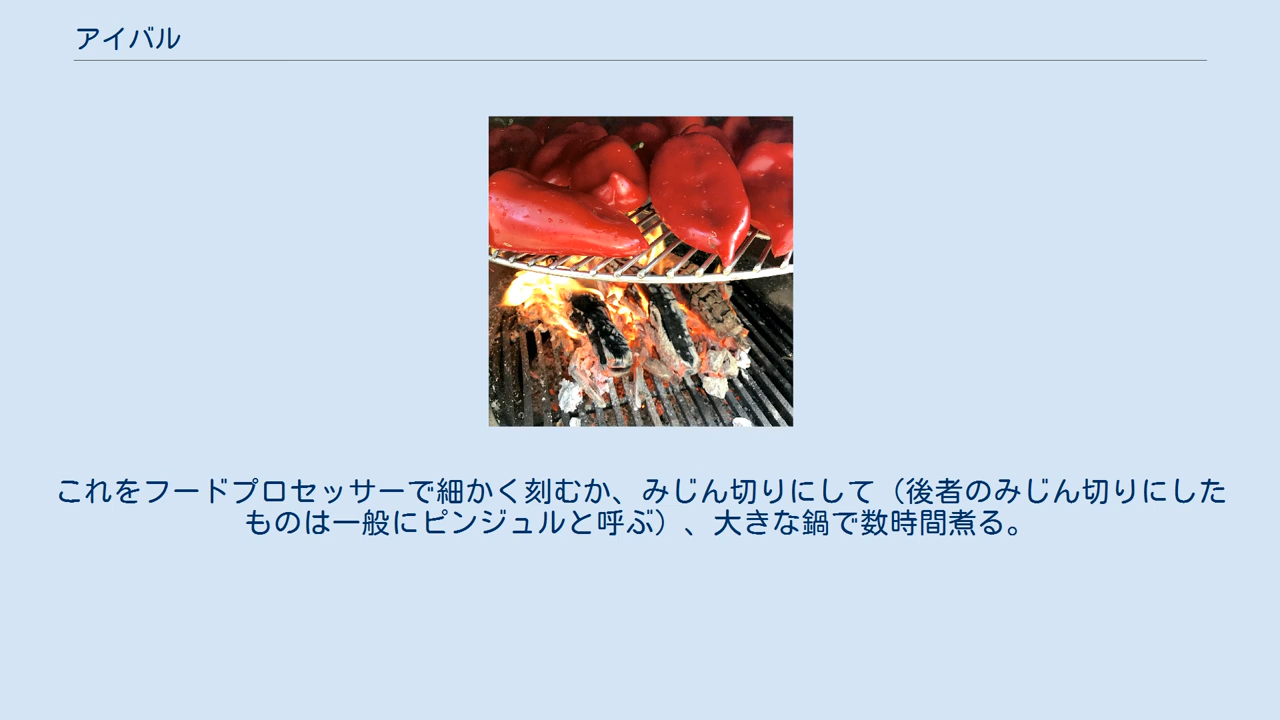 アイバル
これをフードプロセッサーで細かく刻むか、みじん切りにして（後者のみじん切りにした
ものは一般にピンジュルと呼ぶ）、大きな鍋で数時間煮る。